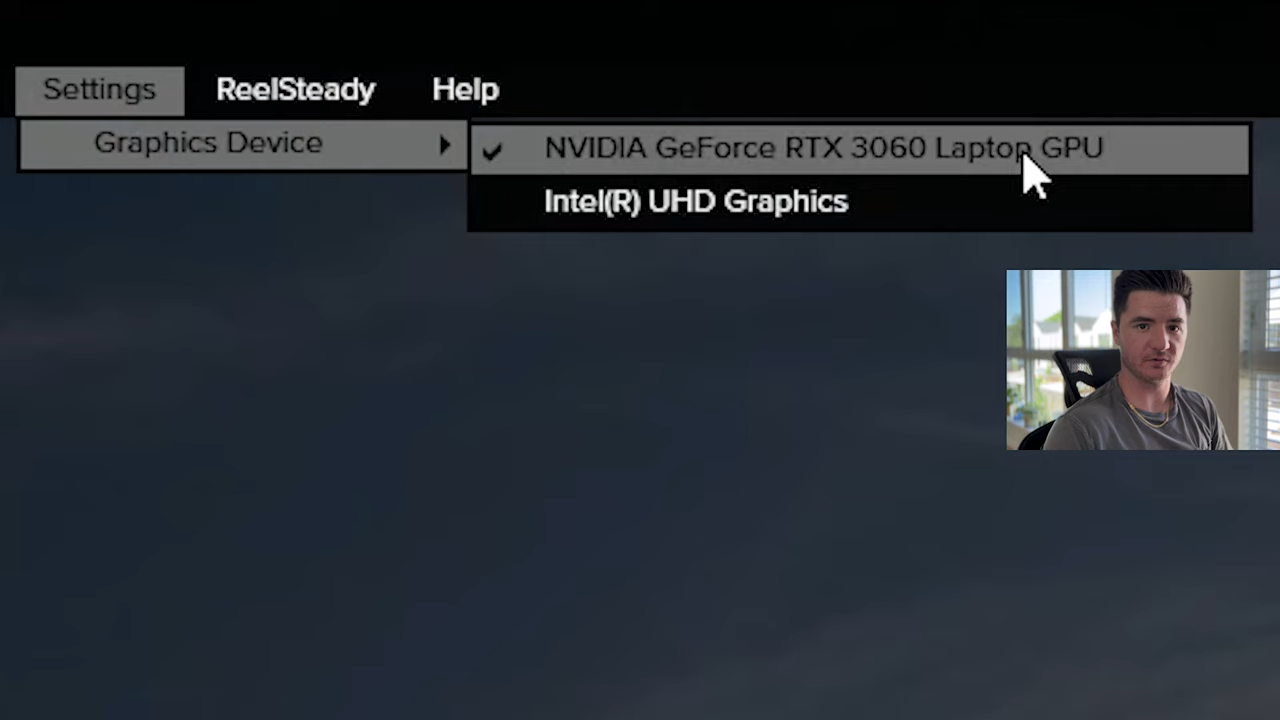 Settings ReelSteady Help
Graphics Device
NVIDIA GeForce RTX 3060 Laptop GPU
Intel(R) UHD Graphics